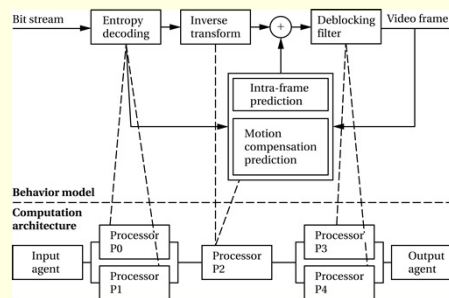 Bit stream
Entropy
decoding
Inverse
transform
+
Deblocking
filter
Video frame
Intra-frame
prediction
Motion
compensation
prediction
Behavior model
Computation
architecture
Input
agent
Processor
P0
Processor
P1
Processor
P2
Processor
P3
Processor
P4
Output
agent